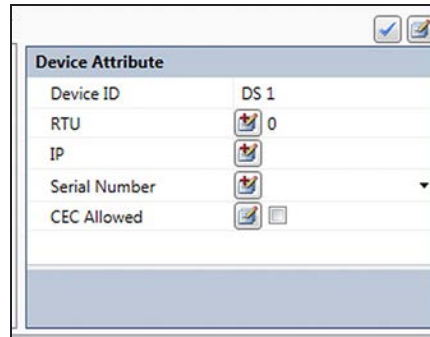 Device Attribute
Device ID DS 1
RTU 0
IP
Serial Number
CEC Allowed